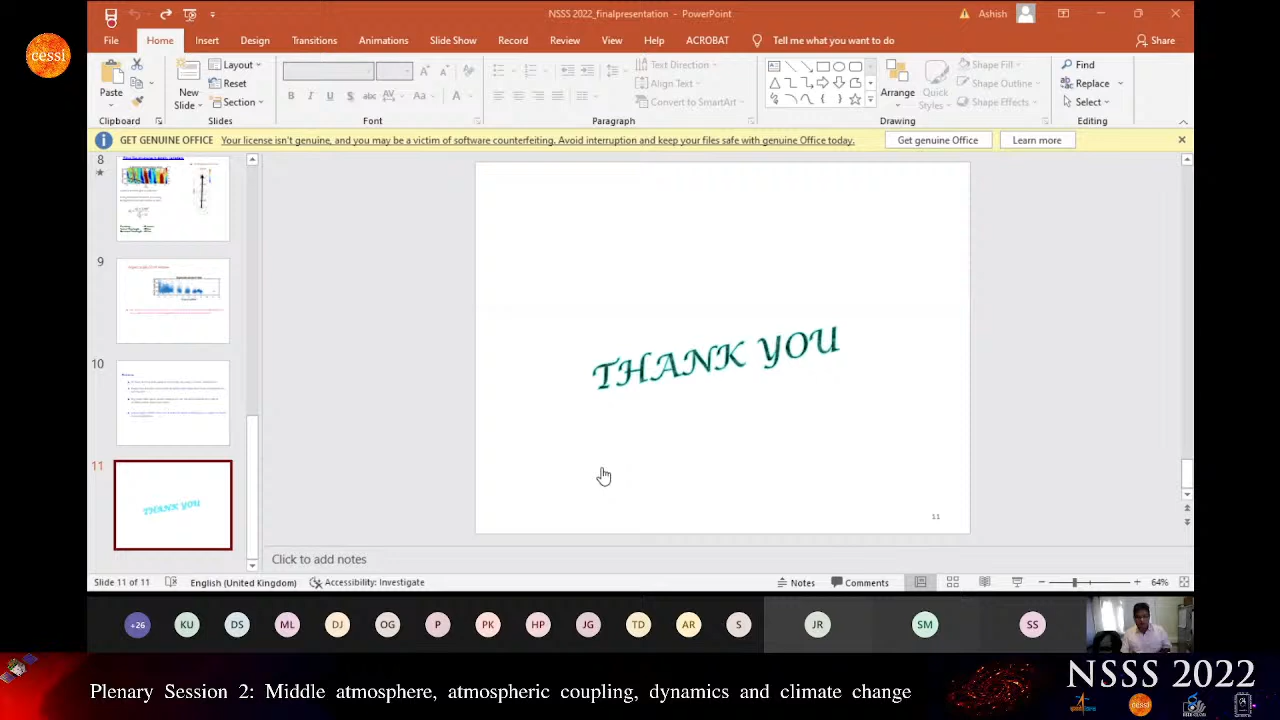 NSSS 2022_finalpresentation - PowerPoint
Ashish
cessi
File Home Insert Design Transitions Animations Slide Show Record Review View Help ACROBAT Tell me what you want to do Share
Paste
New Slide
Layout
Reset
Section
Text Direction
Align Text
Convert to SmartArt
Arrange
Quick Styles
Shape Fill
Shape Outline
Shape Effects
Find
Replace
Select
Clipboard Slides Font Paragraph Drawing Editing
GET GENUINE OFFICE Your license isn't genuine, and you may be a victim of software counterfeiting. Avoid interruption and keep your files safe with genuine Office today. Get genuine Office Learn more
8
9
10
11
THANK YOU
THANK YOU
11
Click to add notes
Slide 11 of 11 English (United Kingdom) Accessibility: Investigate Notes Comments 64%
+26 KU DS ML DJ OG P PK HP JG TD AR S JR SM SS
Plenary Session 2: Middle atmosphere, atmospheric coupling, dynamics and climate change
NSSS 2022
cessi